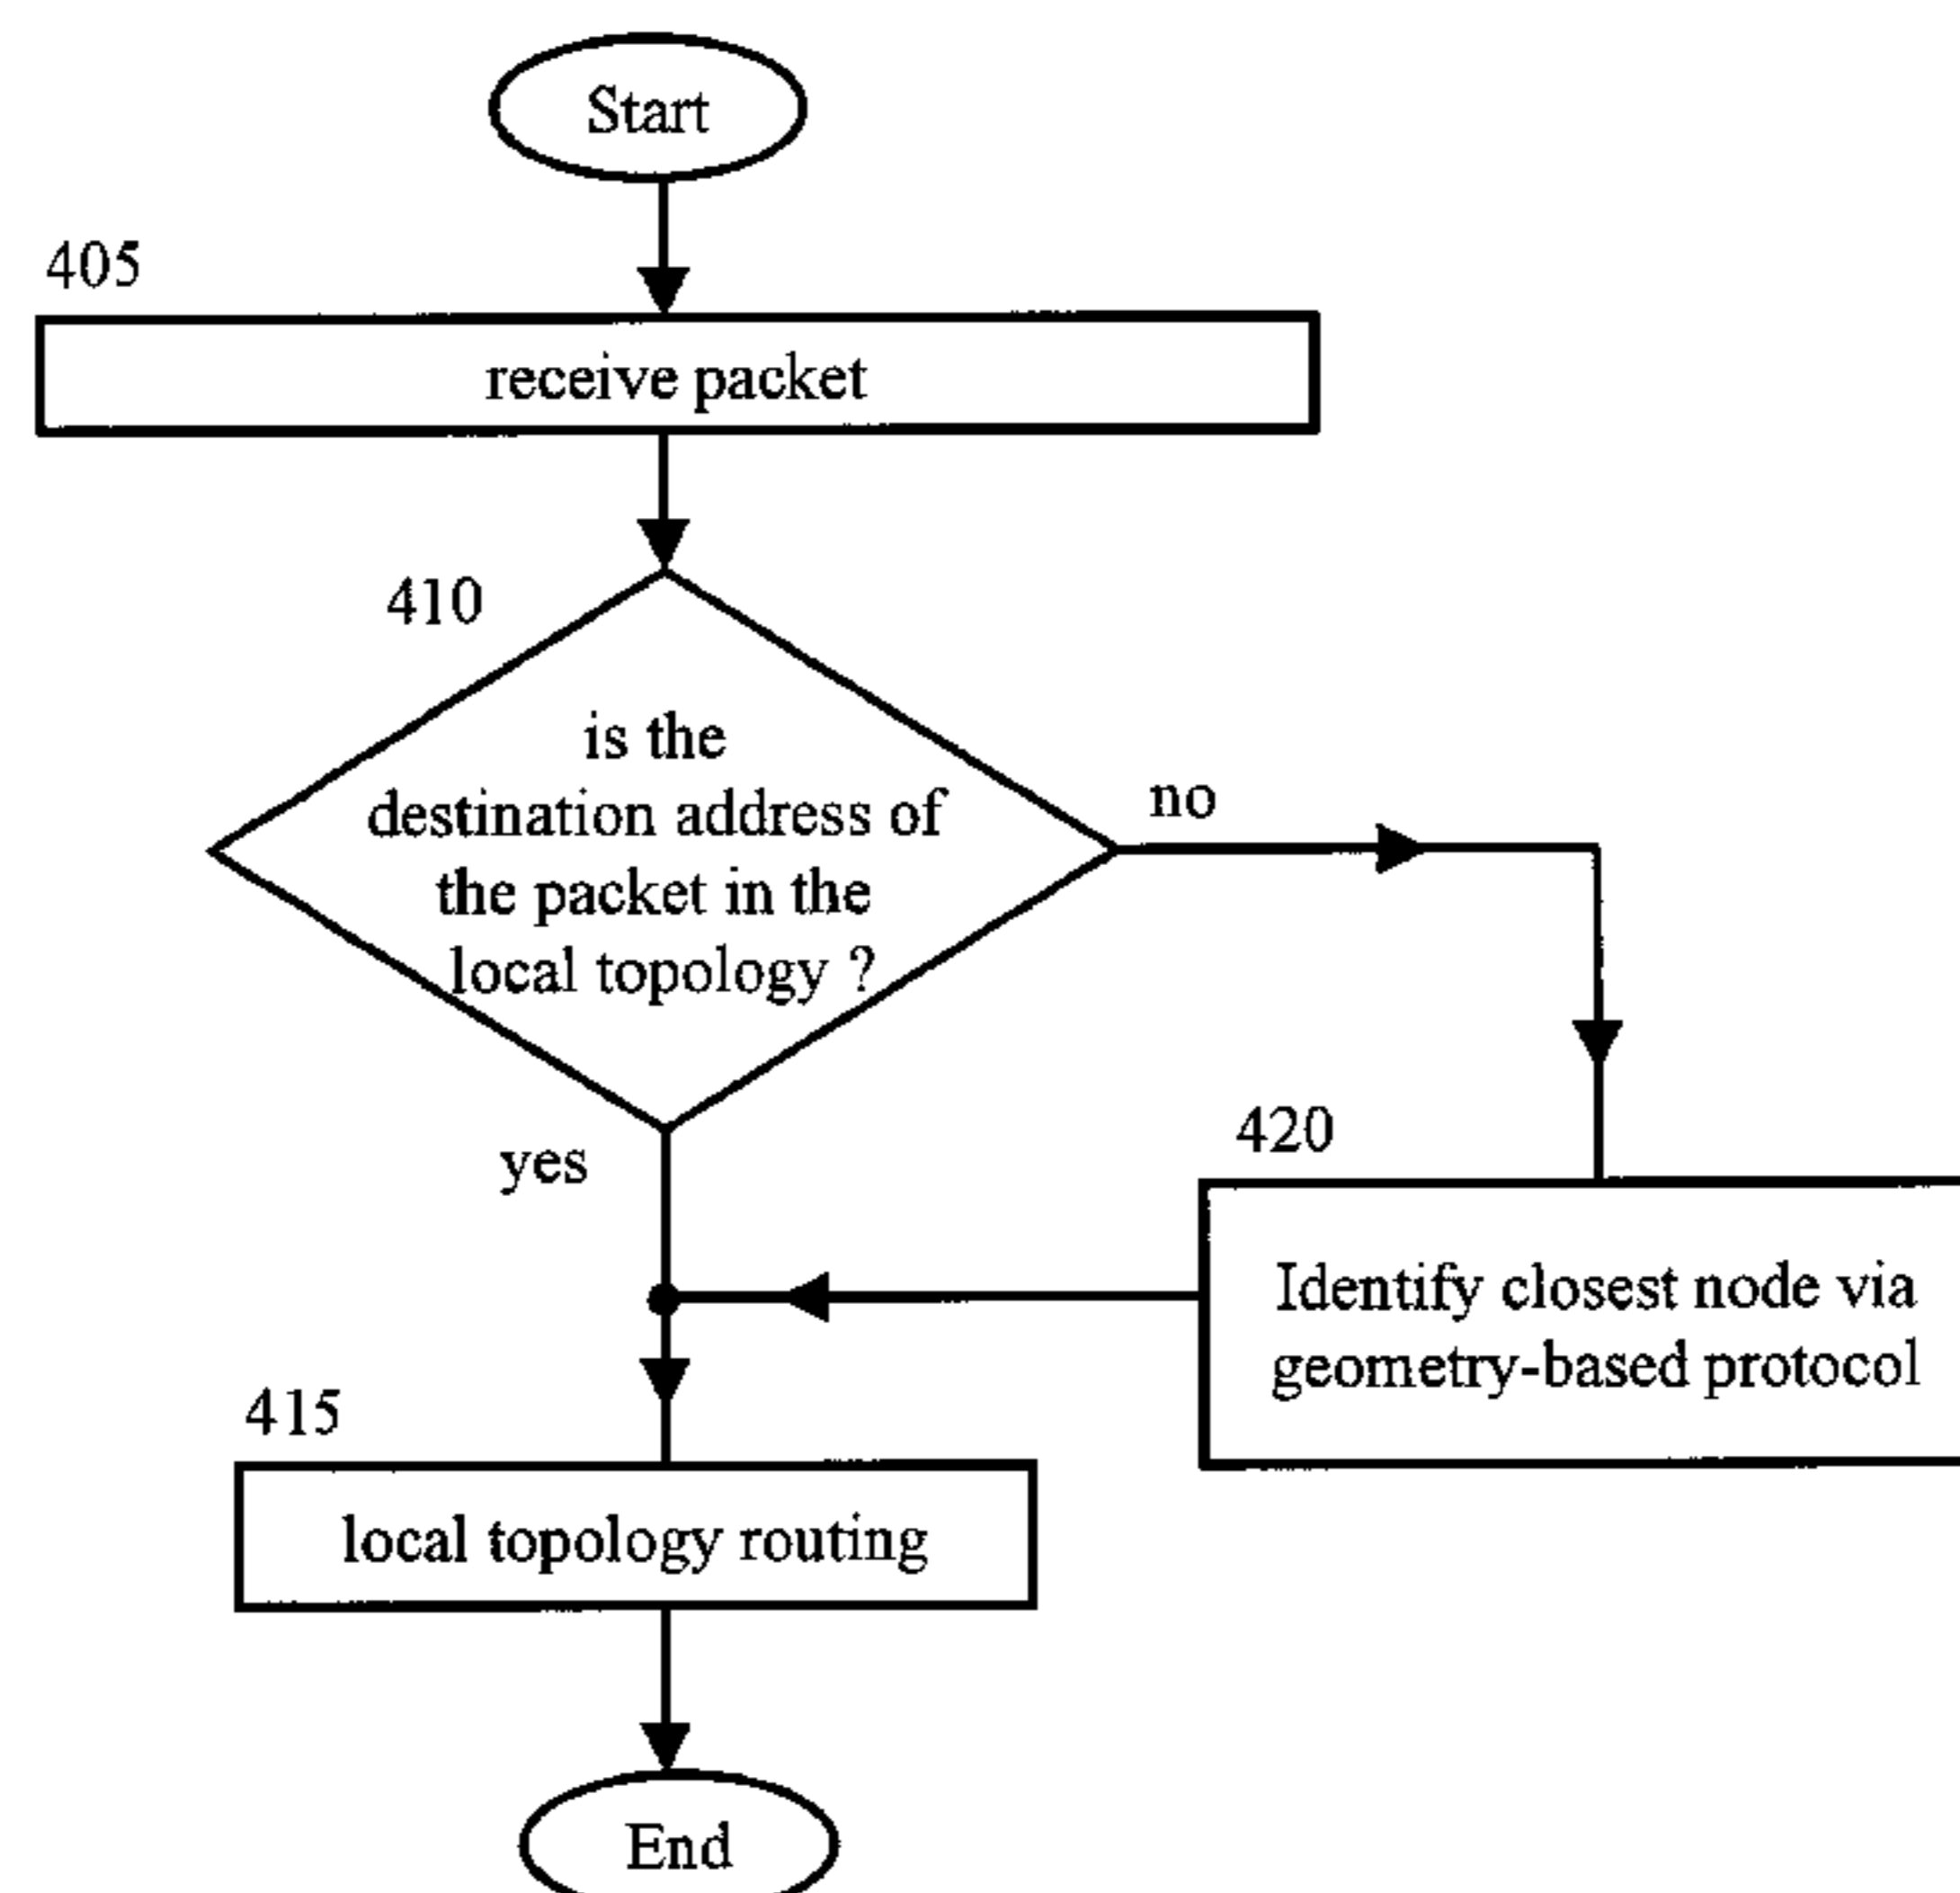 Start
405
receive packet
410
is the
destination address of
the packet in the
local topology ?
no
yes
420
Identify closest node via
geometry-based protocol
415
local topology routing
End